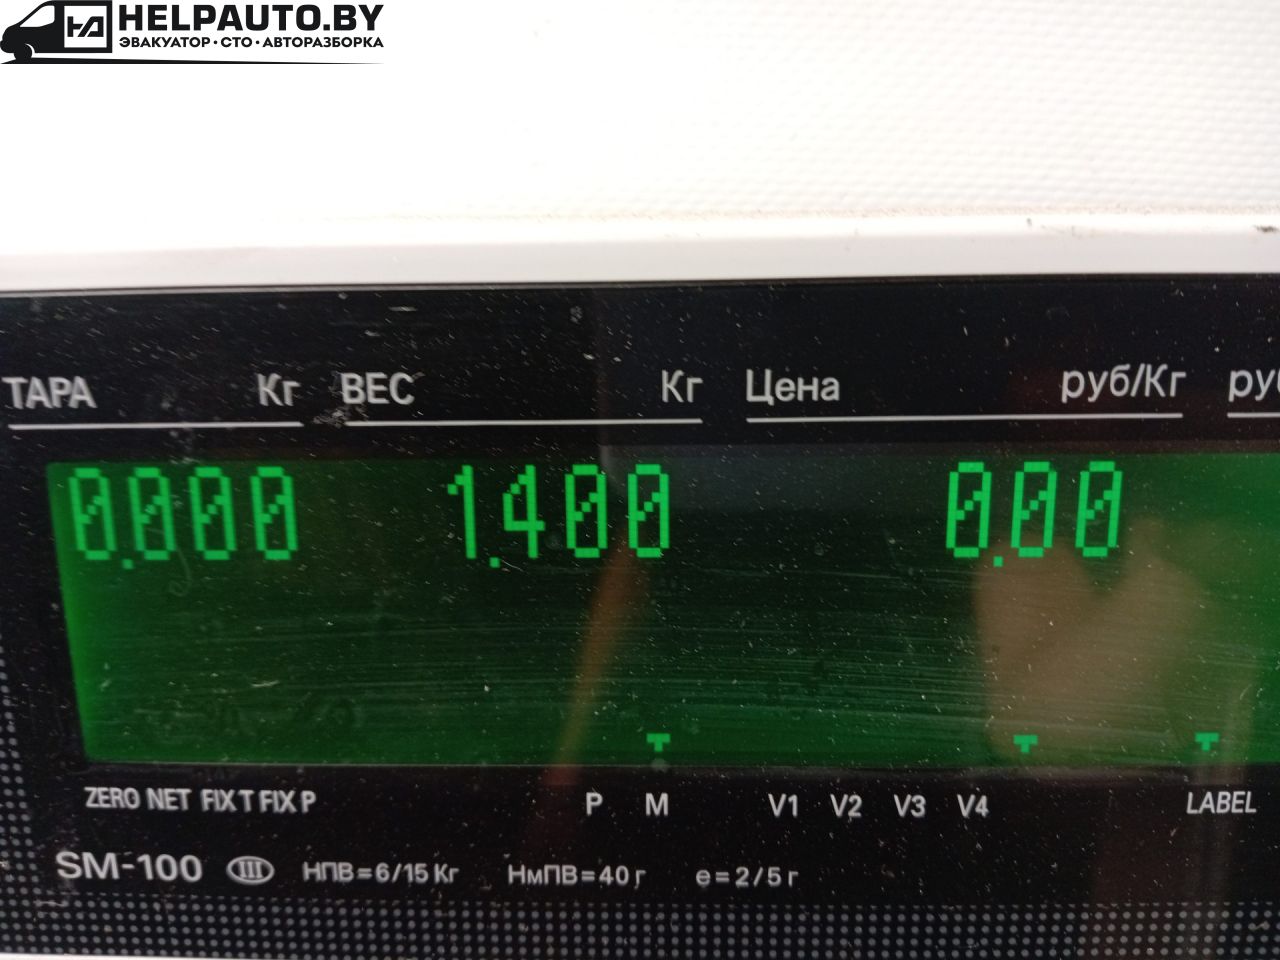 HELPAUTO.BY
ЭВАКУАТОР·СТО·АВТОРАЗБОРКА
ТАРА Кг ВЕС Кг Цена руб/Кг
0.000 1.400 0.00
ZERO NET FIX T FIX P P M V1 V2 V3 V4 LABEL
SM-100 III НПВ=6/15 Кг НмПВ=40 г e=2/5 г